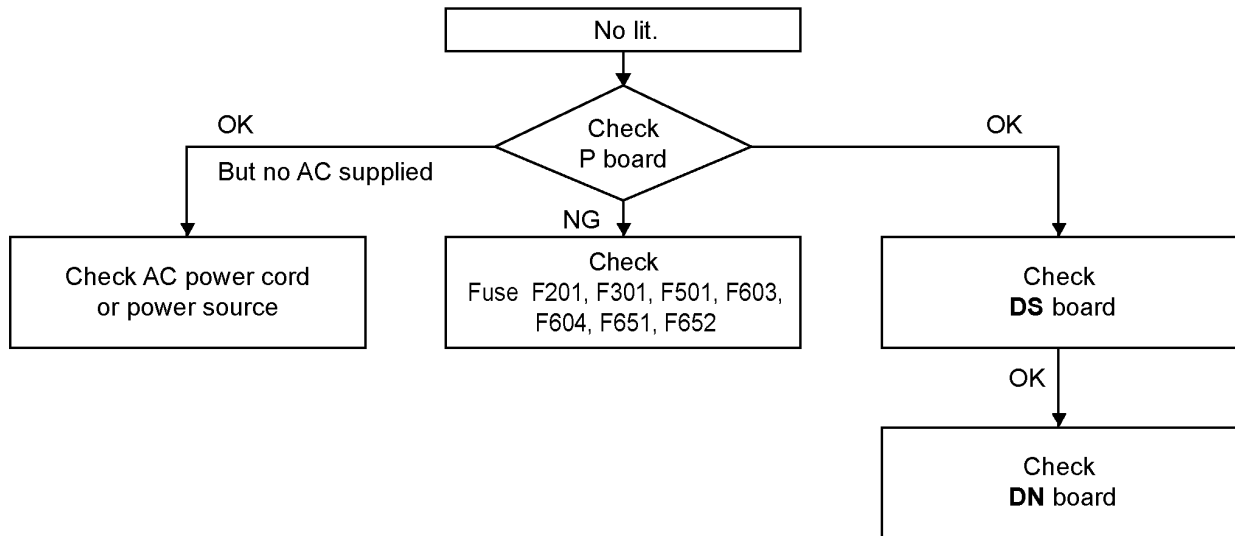 No lit.
OK
Check
P board
OK
But no AC supplied
NG
Check AC power cord
or power source
Check
Fuse F201, F301, F501, F603,
F604, F651, F652
Check
DS board
OK
Check
DN board